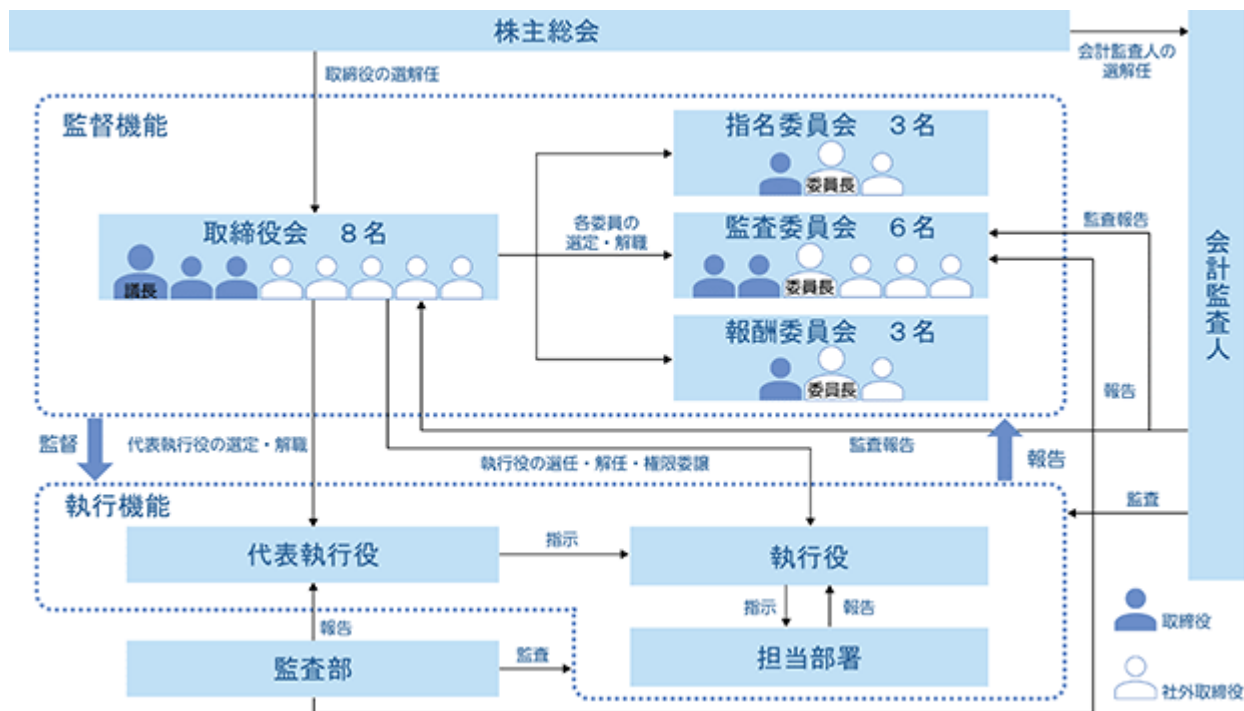 株主総会
取締役の選解任
会計監査人の
選解任
監督機能
指名委員会 3名
委員長
取締役会 8名
議長
各委員の
選定・解職
監査委員会 6名
委員長
監査報告
会計監査人
報酬委員会 3名
委員長
報告
監督
代表執行役の選定・解職
監査報告
執行役の選任・解任・権限委譲
報告
執行機能
監査
代表執行役
指示
執行役
指示
報告
報告
監査部
監査
担当部署
取締役
社外取締役